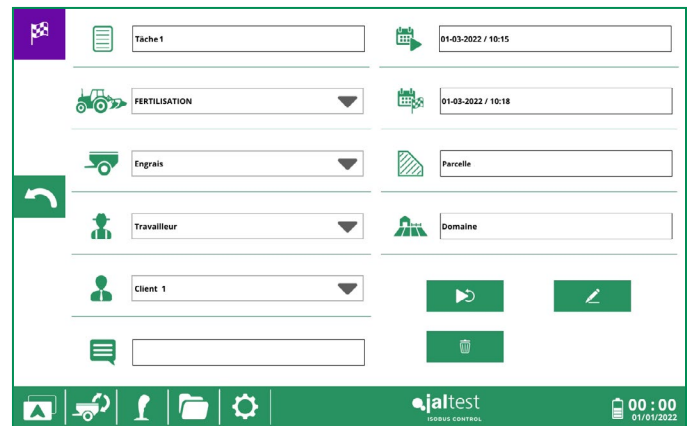 Tâche 1
01-03-2022 / 10:15
FERTILISATION
01-03-2022 / 10:18
Engrais
Parcelle
Travailleur
Domaine
Client 1
jaltest
ISOBUS CONTROL
00 : 00
01/01/2022